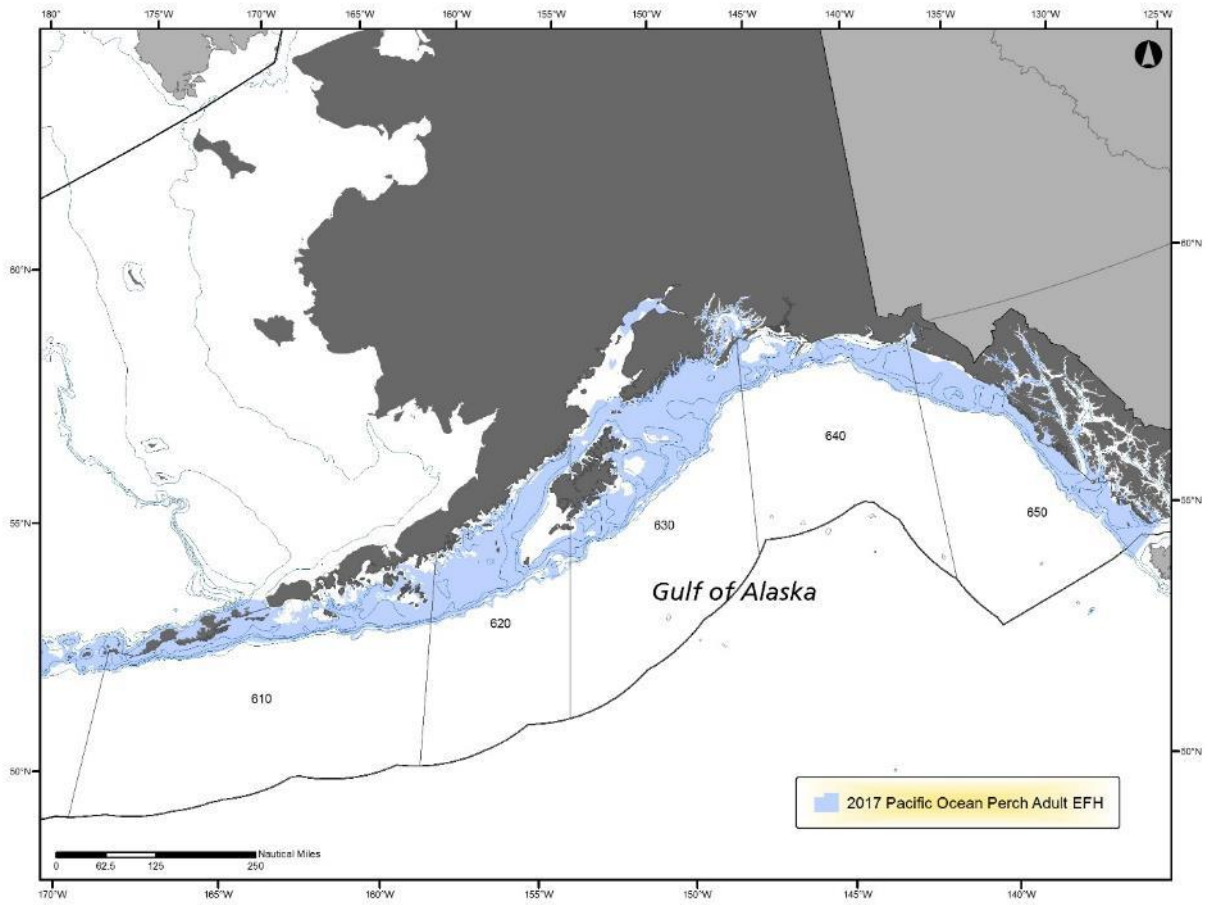 180° 175°W 170°W 165°W 160°W 155°W 150°W 145°W 140°W 135°W 130°W 125°W
60°N 60°N
640
55°N 650 55°N
630
Gulf of Alaska
620
610
50°N 50°N
2017 Pacific Ocean Perch Adult EFH
Nautical Miles
0 62.5 125 250
170°W 165°W 160°W 155°W 150°W 145°W 140°W